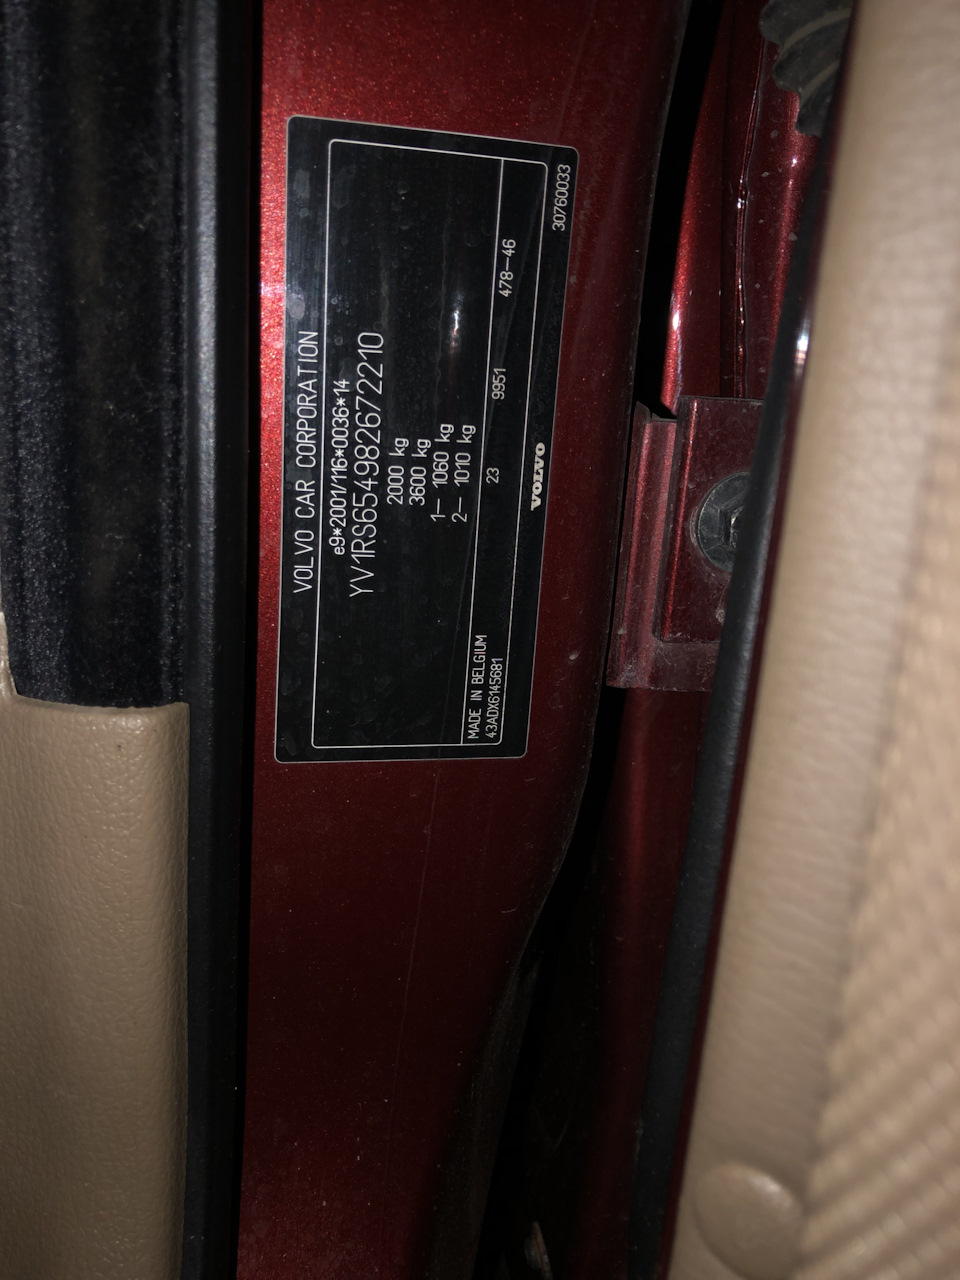 VOLVO CAR CORPORATION
e9*2001/116*0036*14
YV1RS654982672210
2000 kg
3600 kg
1– 1060 kg
2– 1010 kg
MADE IN BELGIUM
43ADX6145681 23 9951 478–46
VOLVO
30760033